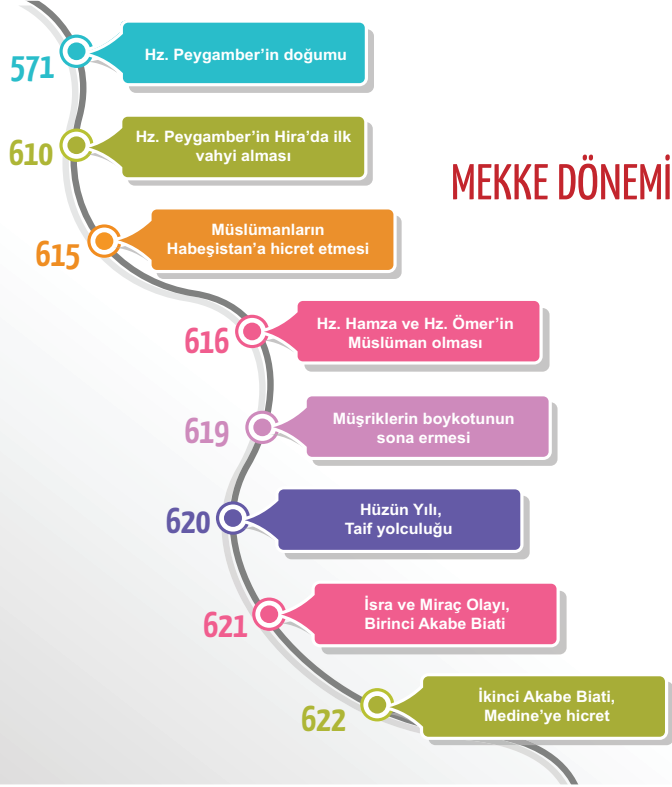 571
Hz. Peygamber’in doğumu
610
Hz. Peygamber’in Hira’da ilk
vahyi alması
MEKKE DÖNEMİ
615
Müslümanların
Habeşistan’a hicret etmesi
616
Hz. Hamza ve Hz. Ömer’in
Müslüman olması
619
Müşriklerin boykotunun
sona ermesi
620
Hüzün Yılı,
Taif yolculuğu
621
İsra ve Miraç Olayı,
Birinci Akabe Biati
622
İkinci Akabe Biati,
Medine’ye hicret